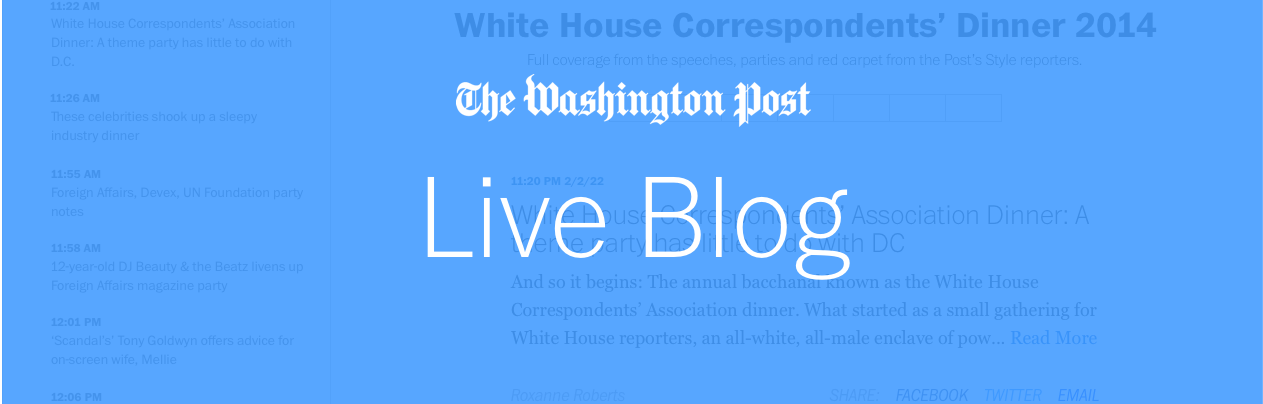 11:22 AM
White House Correspondents' Association
Dinner: A theme party has little to do with
D.C.
11:26 AM
These celebrities shook up a sleepy
industry dinner
11:55 AM
Foreign Affairs, Devex, UN Foundation party
notes
11:58 AM
12-year-old DJ Beauty & the Beatz livens up
Foreign Affairs magazine party
12:01 PM
'Scandal's' Tony Goldwyn offers advice for
on-screen wife, Mellie
12:06 PM
White House Correspondents' Dinner 2014
Full coverage from the speeches, parties and red carpet from the Post's Style reporters.
The Washington Post
Live Blog
11:20 PM 2/2/22
White House Correspondents' Association Dinner: A
theme party has little to do with DC
And so it begins: The annual bacchanal known as the White House
Correspondents' Association dinner. What started as a small gathering for
White House reporters, an all-white, all-male enclave of pow... Read More
Roxanne Roberts
SHARE: FACEBOOK TWITTER EMAIL